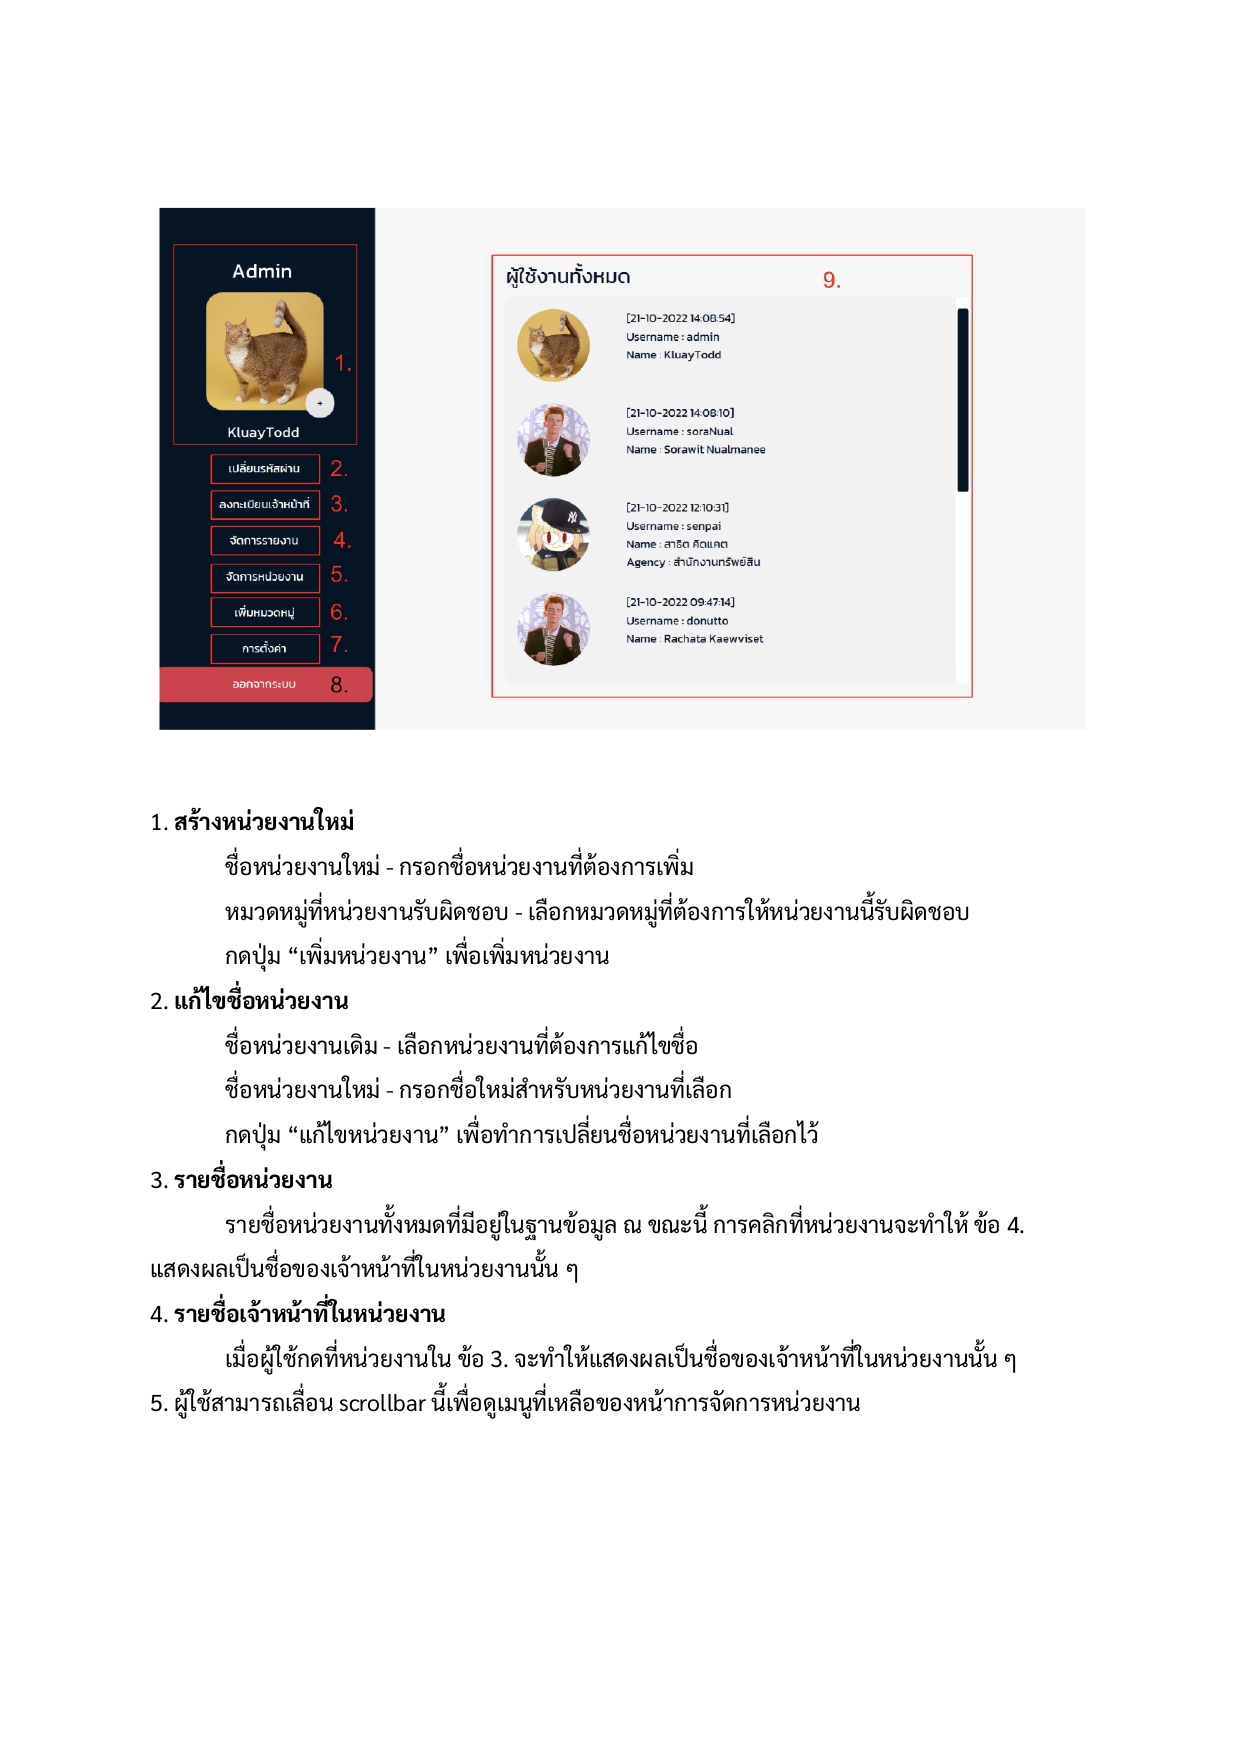 Admin
1.
+
KluayTodd
เปลี่ยนรหัสผ่าน 2.
ลงทะเบียนเจ้าหน้าที่ 3.
จัดการรายงาน 4.
จัดการหน่วยงาน 5.
เพิ่มหมวดหมู่ 6.
การตั้งค่า 7.
ออกจากระบบ 8.
ผู้ใช้งานทั้งหมด 9.
[21-10-2022 14:08:54]
Username : admin
Name : KluayTodd
[21-10-2022 14:08:10]
Username : soraNual
Name : Sorawit Nualmanee
[21-10-2022 12:10:31]
Username : senpai
Name : สาธิต คิดแคต
Agency : สำนักงานทรัพย์สิน
[21-10-2022 09:47:14]
Username : donutto
Name : Rachata Kaewviset
1. สร้างหน่วยงานใหม่
ชื่อหน่วยงานใหม่ - กรอกชื่อหน่วยงานที่ต้องการเพิ่ม
หมวดหมู่ที่หน่วยงานรับผิดชอบ - เลือกหมวดหมู่ที่ต้องการให้หน่วยงานนี้รับผิดชอบ
กดปุ่ม “เพิ่มหน่วยงาน” เพื่อเพิ่มหน่วยงาน
2. แก้ไขชื่อหน่วยงาน
ชื่อหน่วยงานเดิม - เลือกหน่วยงานที่ต้องการแก้ไขชื่อ
ชื่อหน่วยงานใหม่ - กรอกชื่อใหม่สำหรับหน่วยงานที่เลือก
กดปุ่ม “แก้ไขหน่วยงาน” เพื่อทำการเปลี่ยนชื่อหน่วยงานที่เลือกไว้
3. รายชื่อหน่วยงาน
รายชื่อหน่วยงานทั้งหมดที่มีอยู่ในฐานข้อมูล ณ ขณะนี้ การคลิกที่หน่วยงานจะทำให้ ข้อ 4.
แสดงผลเป็นชื่อของเจ้าหน้าที่ในหน่วยงานนั้น ๆ
4. รายชื่อเจ้าหน้าที่ในหน่วยงาน
เมื่อผู้ใช้กดที่หน่วยงานใน ข้อ 3. จะทำให้แสดงผลเป็นชื่อของเจ้าหน้าที่ในหน่วยงานนั้น ๆ
5. ผู้ใช้สามารถเลื่อน scrollbar นี้เพื่อดูเมนูที่เหลือของหน้าการจัดการหน่วยงาน